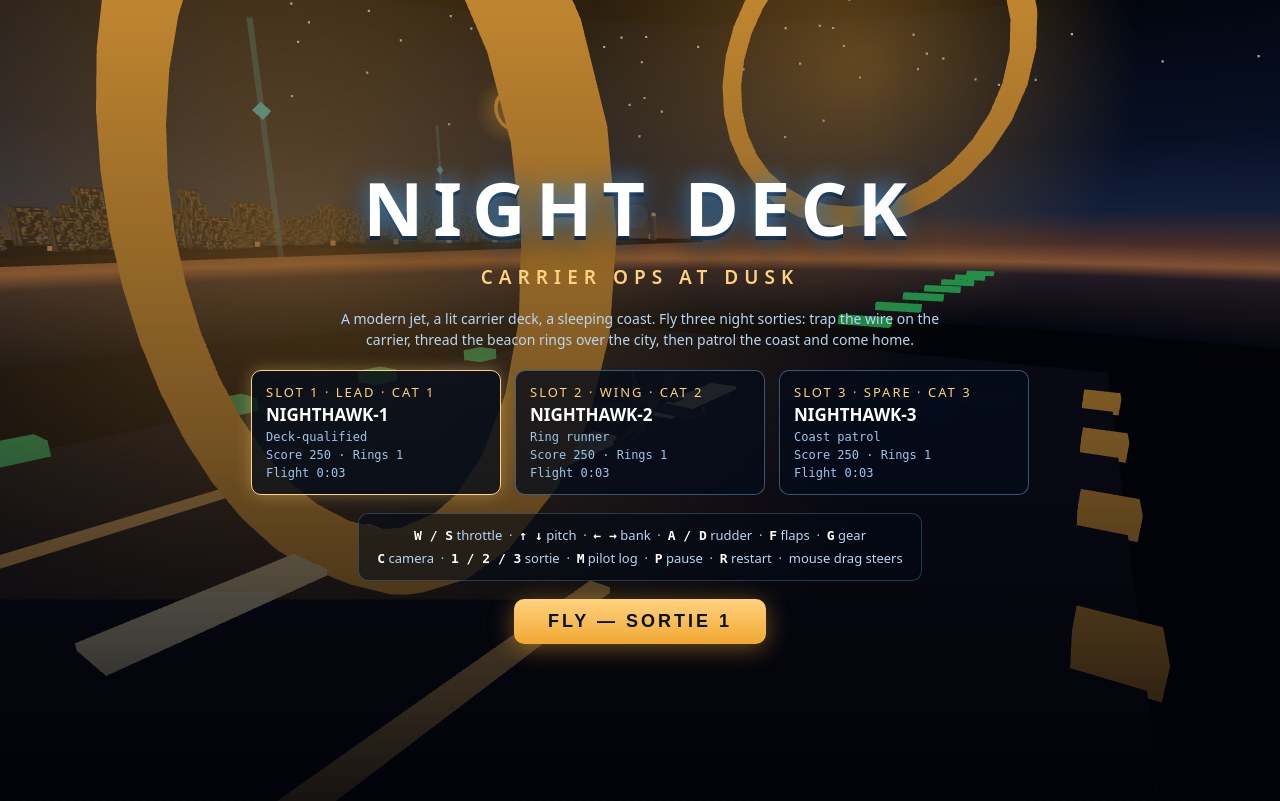 NIGHT DECK
CARRIER OPS AT DUSK
A modern jet, a lit carrier deck, a sleeping coast. Fly three night sorties: trap the wire on the
carrier, thread the beacon rings over the city, then patrol the coast and come home.
SLOT 1 · LEAD · CAT 1
NIGHTHAWK-1
Deck-qualified
Score 250 · Rings 1
Flight 0:03
SLOT 2 · WING · CAT 2
NIGHTHAWK-2
Ring runner
Score 250 · Rings 1
Flight 0:03
SLOT 3 · SPARE · CAT 3
NIGHTHAWK-3
Coast patrol
Score 250 · Rings 1
Flight 0:03
W / S throttle · ↑ ↓ pitch · ← → bank · A / D rudder · F flaps · G gear
C camera · 1 / 2 / 3 sortie · M pilot log · P pause · R restart · mouse drag steers
FLY — SORTIE 1